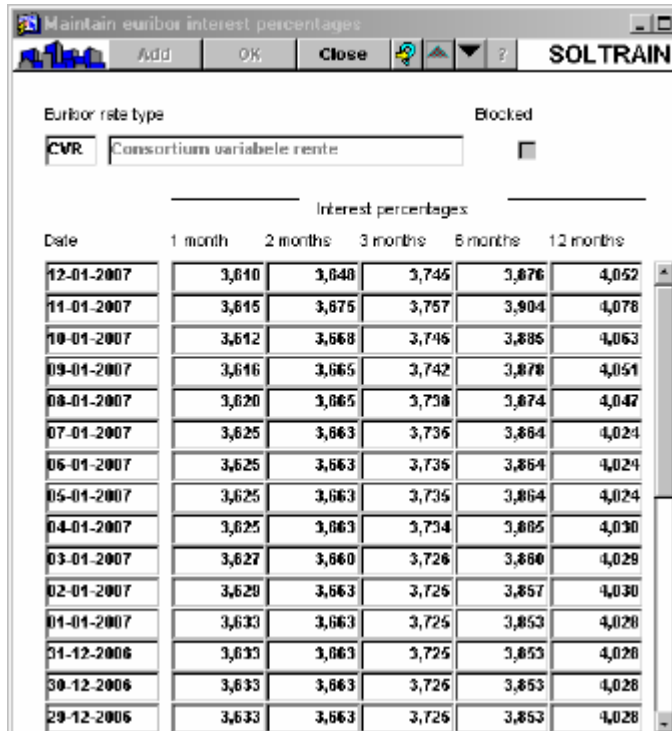 Maintain euribor interest percentages
Add OK Close ? SOLTRAIN
Euribor rate type Blocked
CVR Consortium variabele rente
Interest percentages
Date 1 month 2 months 3 months 6 months 12 months
12-01-2007 3,610 3,648 3,745 3,876 4,052
11-01-2007 3,615 3,675 3,757 3,904 4,078
10-01-2007 3,612 3,668 3,745 3,885 4,063
09-01-2007 3,616 3,665 3,742 3,878 4,051
08-01-2007 3,620 3,665 3,738 3,874 4,047
07-01-2007 3,625 3,663 3,735 3,864 4,024
06-01-2007 3,625 3,663 3,735 3,864 4,024
05-01-2007 3,625 3,663 3,735 3,864 4,024
04-01-2007 3,625 3,663 3,734 3,865 4,030
03-01-2007 3,627 3,660 3,726 3,860 4,029
02-01-2007 3,629 3,663 3,725 3,857 4,030
01-01-2007 3,633 3,663 3,725 3,853 4,028
31-12-2006 3,633 3,663 3,725 3,853 4,028
30-12-2006 3,633 3,663 3,725 3,853 4,028
29-12-2006 3,633 3,663 3,725 3,853 4,028